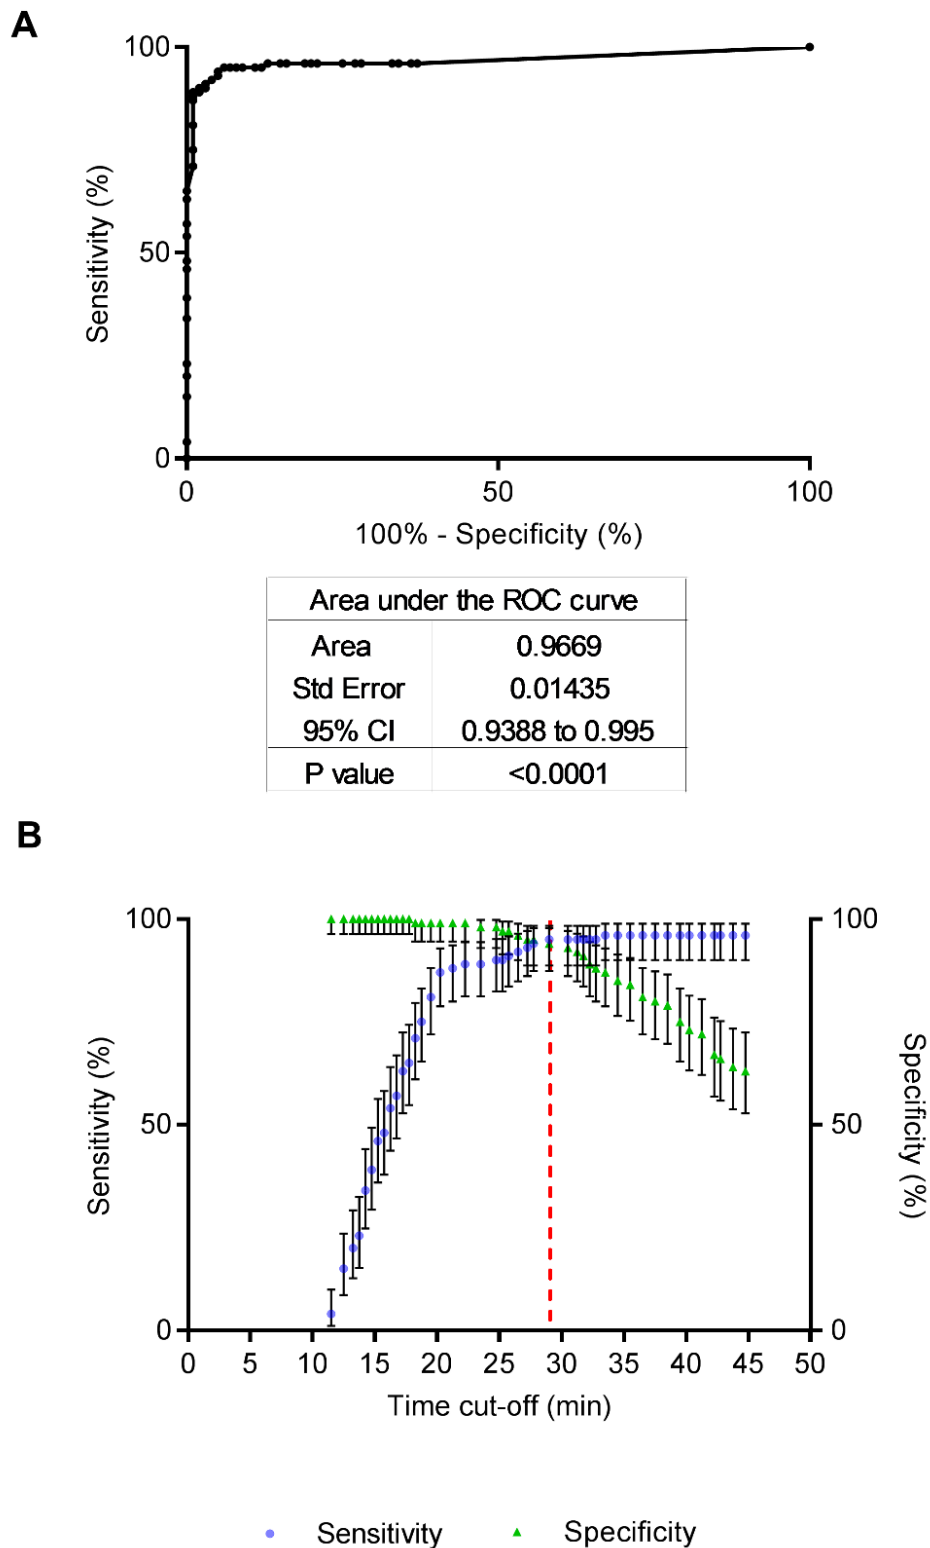 A
100
50
0
Sensitivity (%)
0 50 100
100% - Specificity (%)
Area under the ROC curve
Area 0.9669
Std Error 0.01435
95% CI 0.9388 to 0.995
P value <0.0001
B
100 100
50 50
0 0
Sensitivity (%)
Specificity (%)
0 5 10 15 20 25 30 35 40 45 50
Time cut-off (min)
Sensitivity Specificity